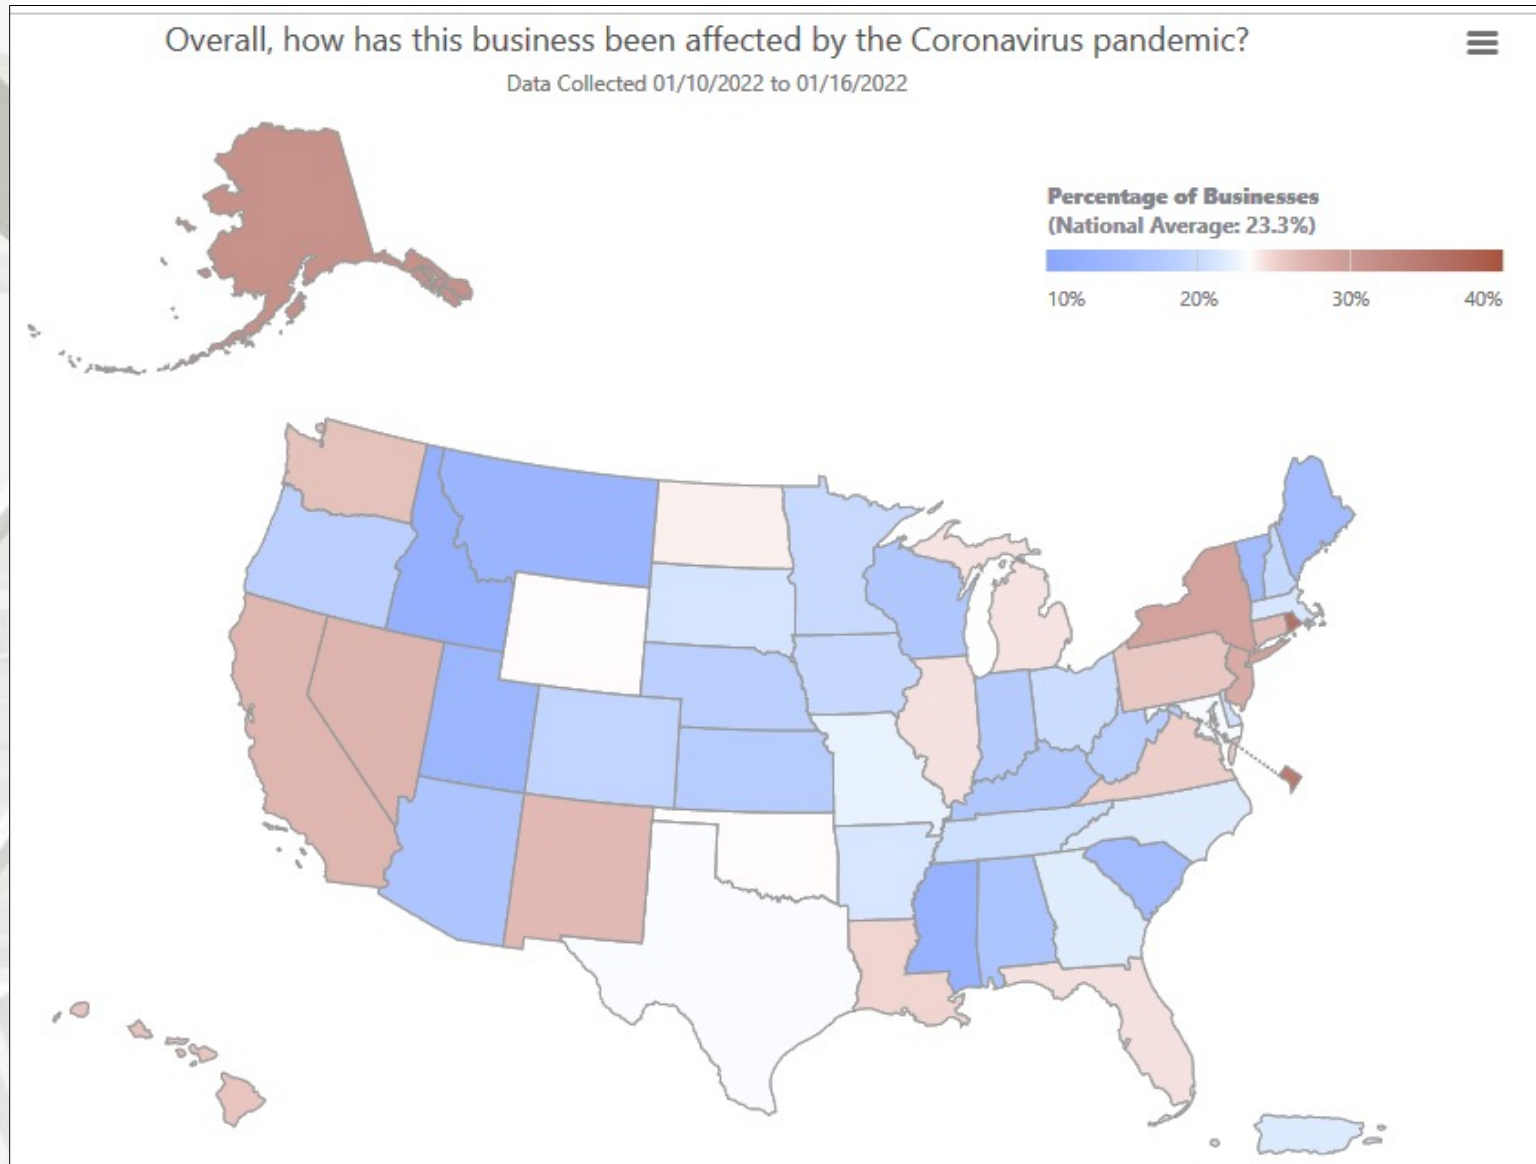 Overall, how has this business been affected by the Coronavirus pandemic?
Data Collected 01/10/2022 to 01/16/2022
Percentage of Businesses
(National Average: 23.3%)
10% 20% 30% 40%